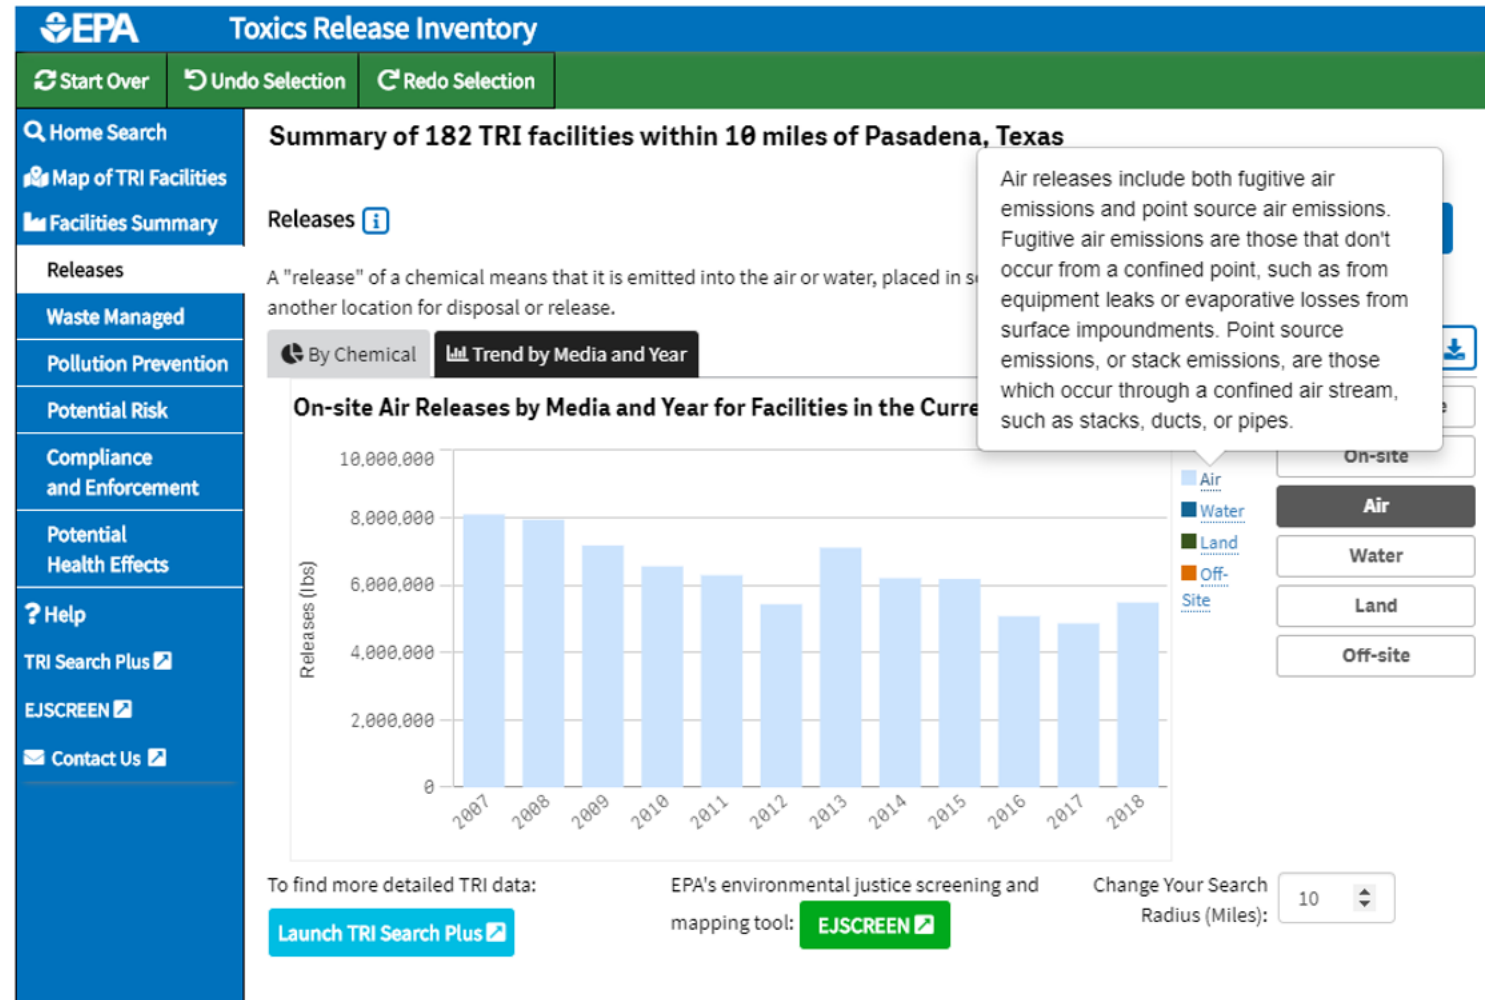 EPA Toxics Release Inventory
Start Over Undo Selection Redo Selection
Home Search
Map of TRI Facilities
Facilities Summary
Releases
Waste Managed
Pollution Prevention
Potential Risk
Compliance
and Enforcement
Potential
Health Effects
? Help
TRI Search Plus
EJSCREEN
Contact Us
Summary of 182 TRI facilities within 10 miles of Pasadena, Texas
Releases i
A "release" of a chemical means that it is emitted into the air or water, placed in
another location for disposal or release.
By Chemical Trend by Media and Year
Air releases include both fugitive air
emissions and point source air emissions.
Fugitive air emissions are those that don't
occur from a confined point, such as from
equipment leaks or evaporative losses from
surface impoundments. Point source
emissions, or stack emissions, are those
which occur through a confined air stream,
such as stacks, ducts, or pipes.
On-site Air Releases by Media and Year for Facilities in the
Releases (lbs)
10,000,000
8,000,000
6,000,000
4,000,000
2,000,000
0
2007 2008 2009 2010 2011 2012 2013 2014 2015 2016 2017 2018
Air
Water
Land
Off-
Site
On-site
Air
Water
Land
Off-site
To find more detailed TRI data:
Launch TRI Search Plus
EPA's environmental justice screening and
mapping tool: EJSCREEN
Change Your Search
Radius (Miles): 10